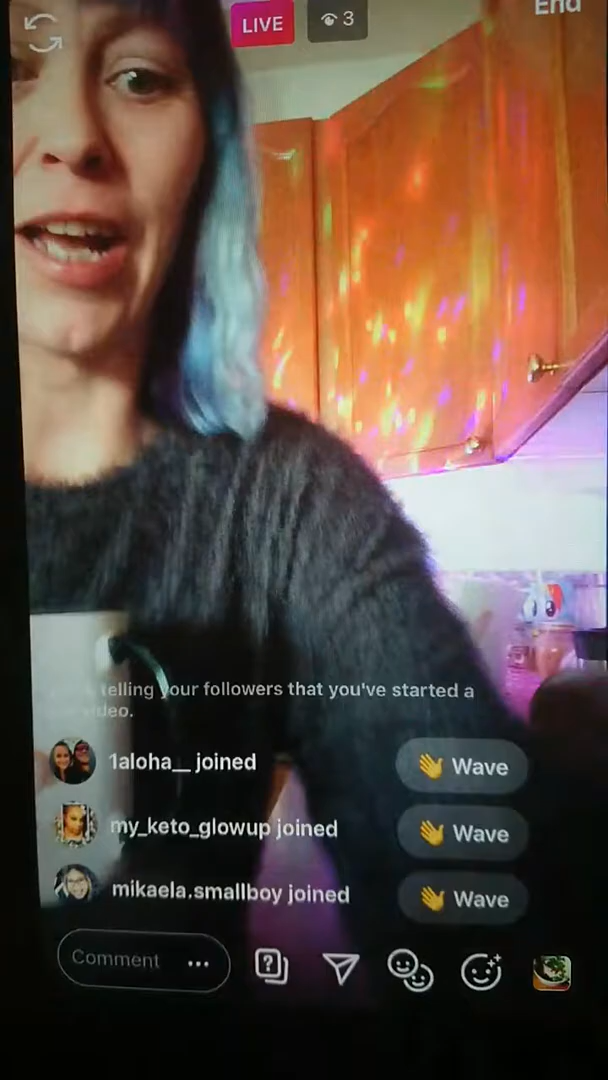 LIVE
3
End
telling your followers that you've started a
video.
1aloha__ joined
Wave
my_keto_glowup joined
Wave
mikaela.smallboy joined
Wave
Comment